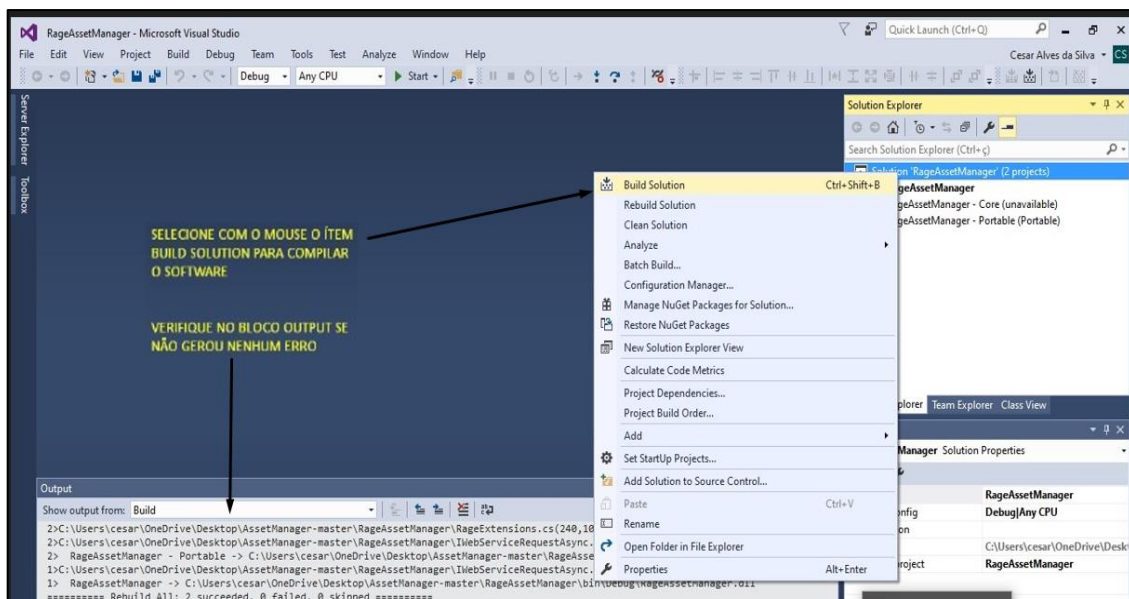 RageAssetManager - Microsoft Visual Studio
Quick Launch (Ctrl+Q)
File Edit View Project Build Debug Team Tools Test Analyze Window Help
Cesar Alves da Silva
CS
Debug Any CPU Start
Server Explorer
Toolbox
SELECIONE COM O MOUSE O ÍTEM
BUILD SOLUTION PARA COMPILAR
O SOFTWARE
VERIFIQUE NO BLOCO OUTPUT SE
NÃO GEROU NENHUM ERRO
Build Solution Ctrl+Shift+B
Rebuild Solution
Clean Solution
Analyze
Batch Build...
Configuration Manager...
Manage NuGet Packages for Solution...
Restore NuGet Packages
New Solution Explorer View
Calculate Code Metrics
Project Dependencies...
Project Build Order...
Add
Set StartUp Projects...
Add Solution to Source Control...
Paste Ctrl+V
Rename
Open Folder in File Explorer
Properties Alt+Enter
Solution Explorer
Search Solution Explorer (Ctrl+ç)
Solution 'RageAssetManager' (2 projects)
geAssetManager
geAssetManager - Core (unavailable)
geAssetManager - Portable (Portable)
plorer Team Explorer Class View
Manager Solution Properties
RageAssetManager
nfig Debug|Any CPU
on
C:\Users\cesar\OneDrive\Desk
roject RageAssetManager
Output
Show output from: Build
2>C:\Users\cesar\OneDrive\Desktop\AssetManager-master\RageAssetManager\RageExtensions.cs(240,10
2>C:\Users\cesar\OneDrive\Desktop\AssetManager-master\RageAssetManager\IWebServiceRequestAsync.
2> RageAssetManager - Portable -> C:\Users\cesar\OneDrive\Desktop\AssetManager-master\RageAsse
1>C:\Users\cesar\OneDrive\Desktop\AssetManager-master\RageAssetManager\IWebServiceRequestAsync.
1> RageAssetManager -> C:\Users\cesar\OneDrive\Desktop\AssetManager-master\RageAssetManager\bin\Debug\RageAssetManager.dll
========== Rebuild All: 2 succeeded, 0 failed, 0 skipped ==========